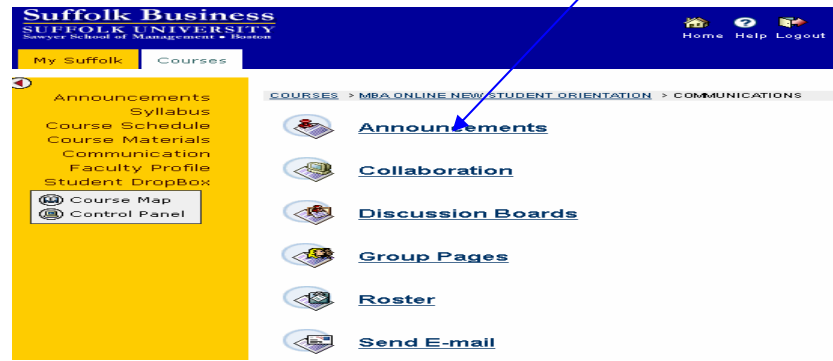 Suffolk Business
SUFFOLK UNIVERSITY
Sawyer School of Management • Boston
Home Help Logout
My Suffolk Courses
Announcements
Syllabus
Course Schedule
Course Materials
Communication
Faculty Profile
Student DropBox
Course Map
Control Panel
COURSES > MBA ONLINE NEW STUDENT ORIENTATION > COMMUNICATIONS
Announcements
Collaboration
Discussion Boards
Group Pages
Roster
Send E-mail